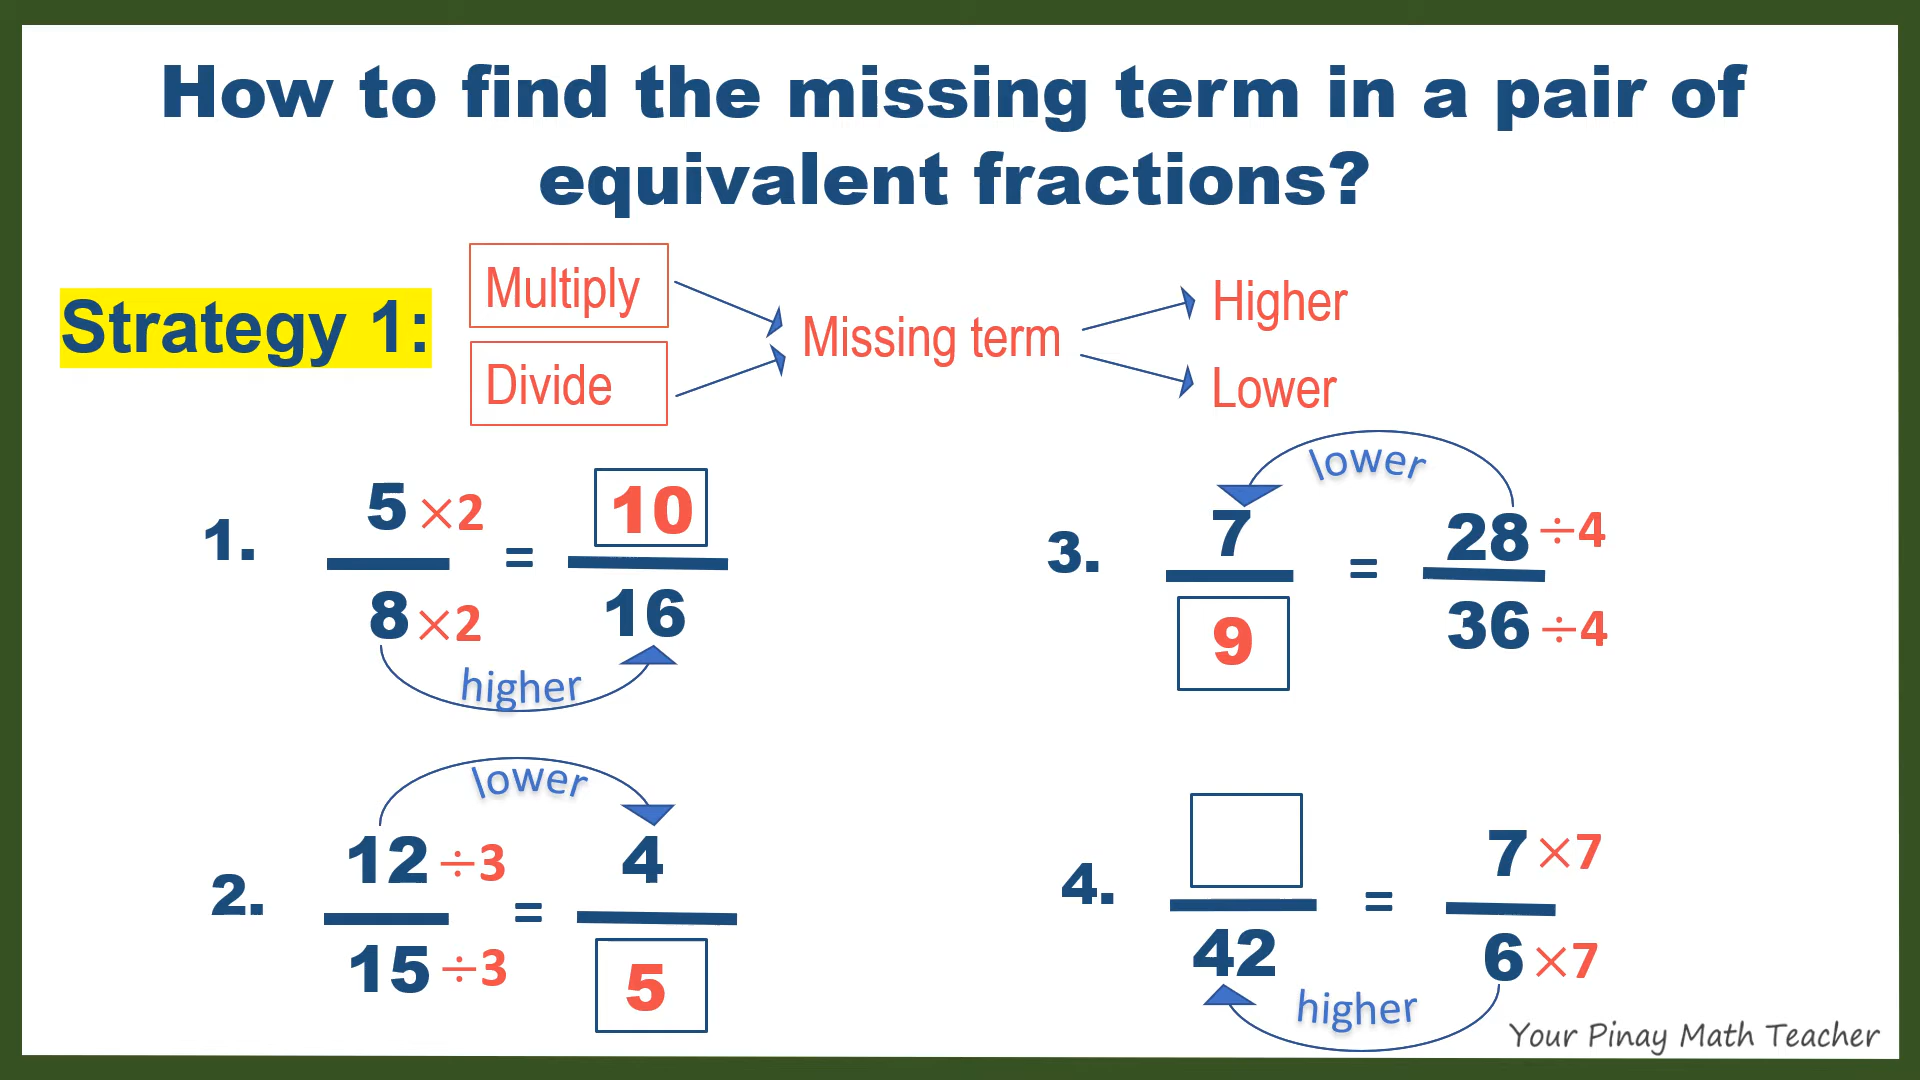 How to find the missing term in a pair of
equivalent fractions?
Strategy 1:
Multiply
Divide
Missing term
Higher
Lower
1.
5 ×2
8 ×2
=
10
16
higher
2.
lower
12 ÷3
15 ÷3
=
4
5
3.
lower
7
9
=
28 ÷4
36 ÷4
4.
42
=
7 ×7
6 ×7
higher
Your Pinay Math Teacher